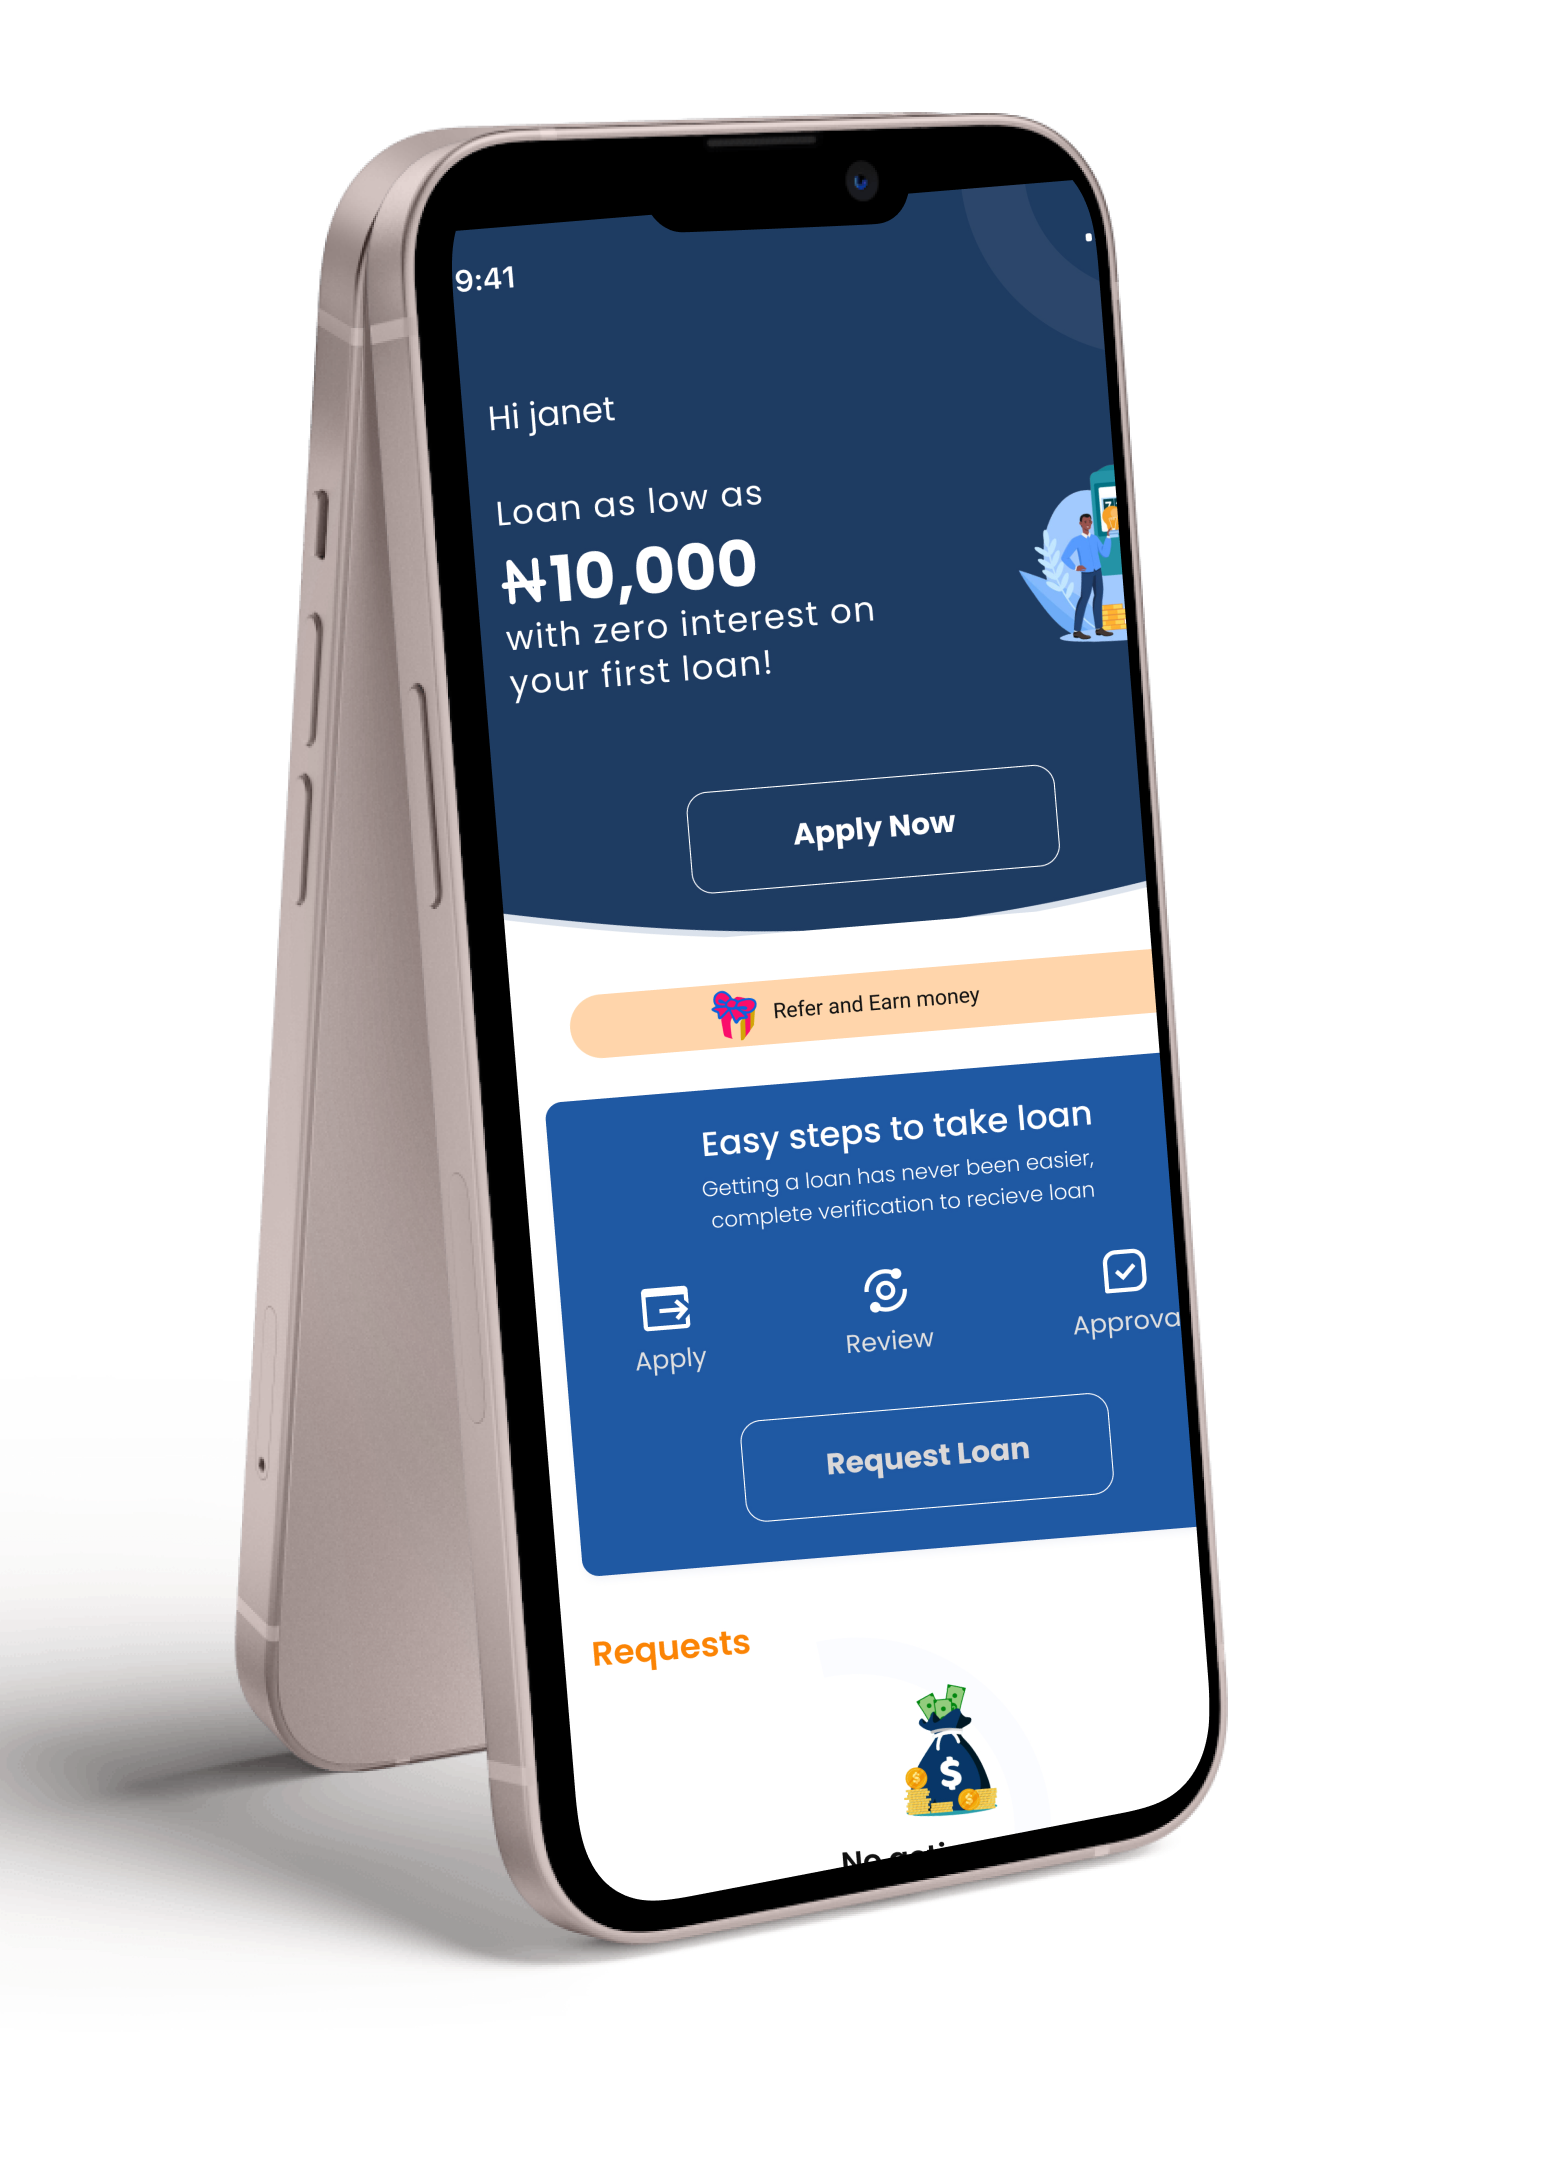 9:41
Hi janet
Loan as low as
₦10,000
with zero interest on
your first loan!
Apply Now
Refer and Earn money
Easy steps to take loan
Getting a loan has never been easier,
complete verification to recieve loan
Apply
Review
Approva
Request Loan
Requests
$
No